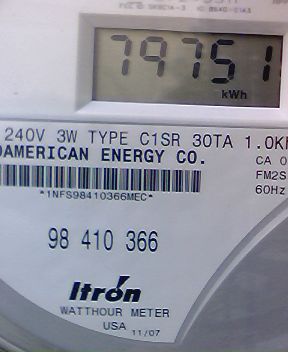 79751
kWh
240V 3W TYPE C1SR 30TA 1.0K
AMERICAN ENERGY CO.
CA 0
FM2S
60Hz
*1NFS98410366MEC*
98 410 366
Itron
WATTHOUR METER
USA 11/07